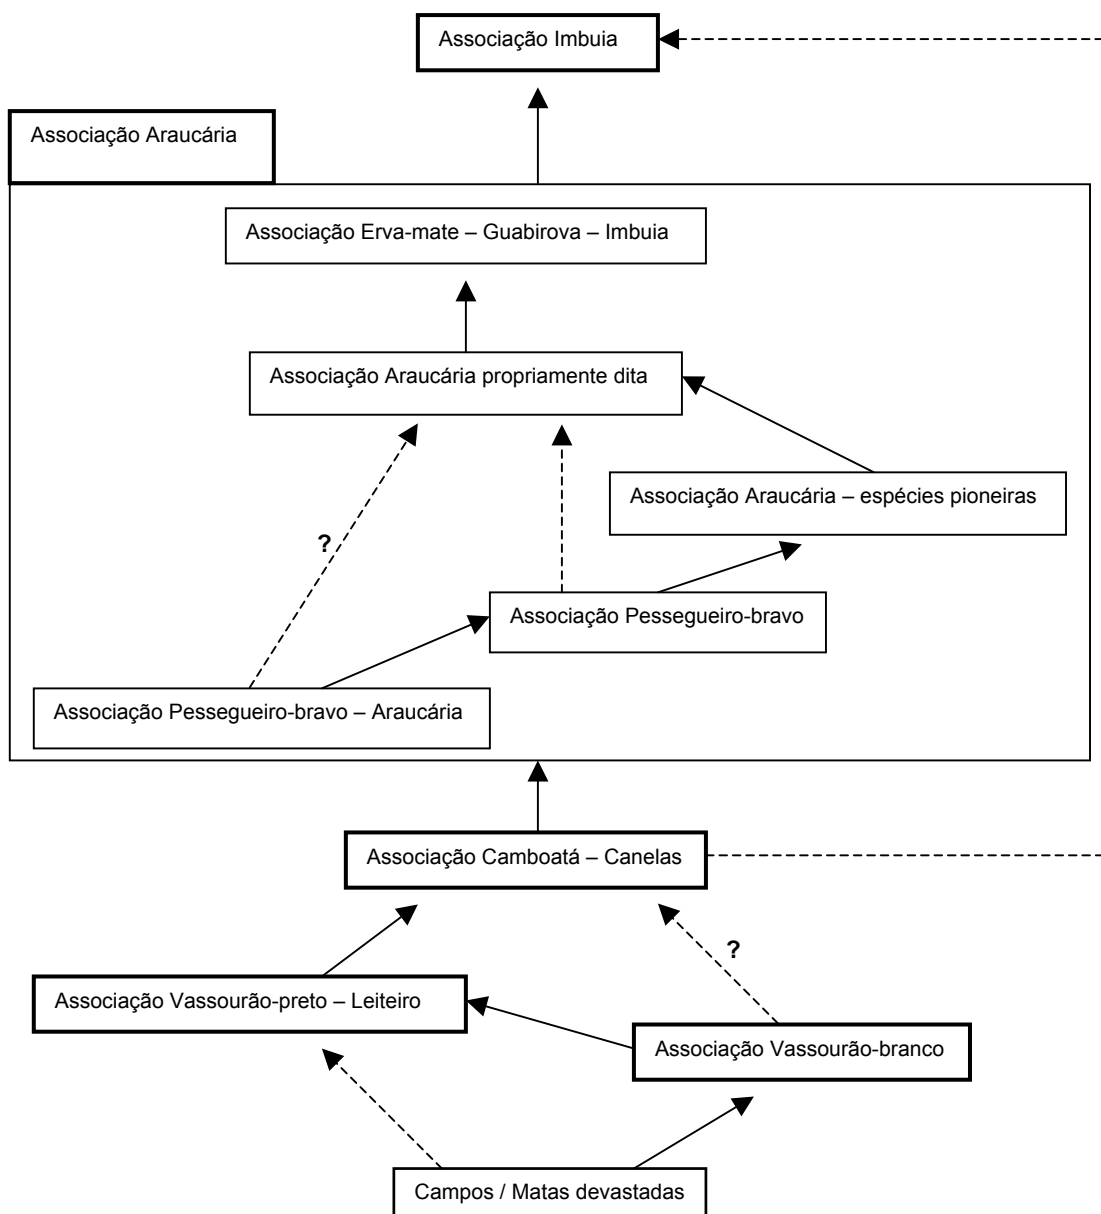 Associação Imbuia
Associação Araucária
Associação Erva-mate – Guabirova – Imbuia
Associação Araucária propriamente dita
Associação Araucária – espécies pioneiras
?
Associação Pessegueiro-bravo
Associação Pessegueiro-bravo – Araucária
Associação Camboatá – Canelas
?
Associação Vassourão-preto – Leiteiro
Associação Vassourão-branco
Campos / Matas devastadas